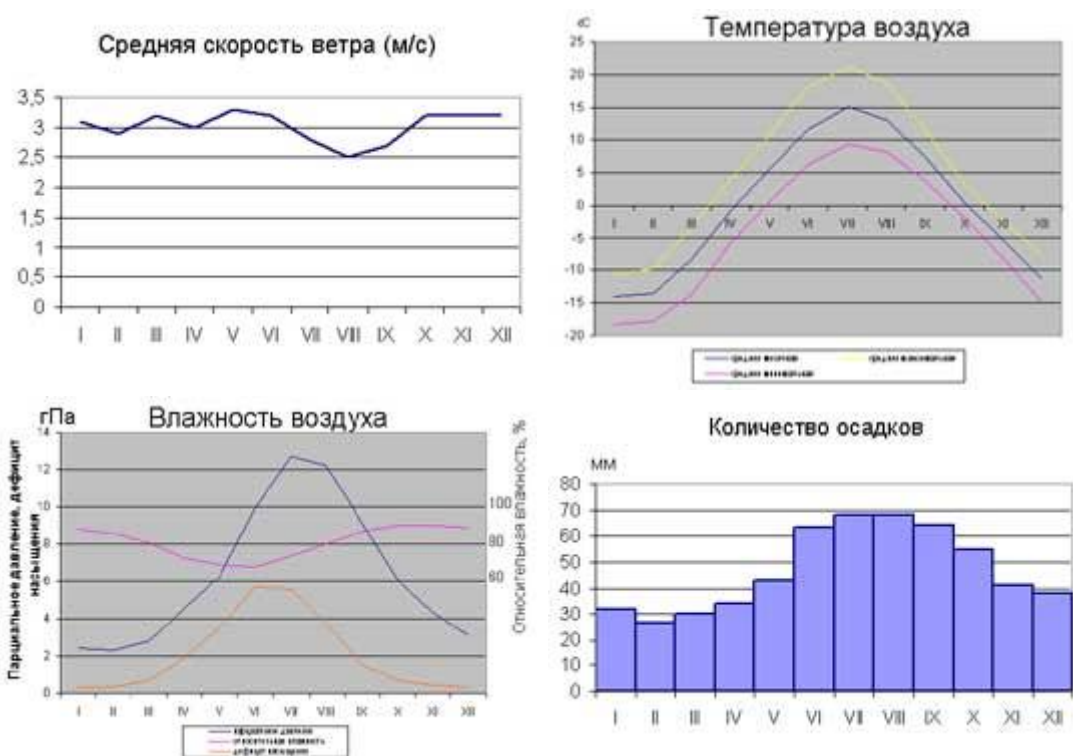 Средняя скорость ветра (м/с)
3,5
3
2,5
2
1,5
1
0,5
0
I II III IV V VI VII VIII IX X XI XII
Температура воздуха
25
20
15
10
5
0
-5
-10
-15
-20
I II III IV V VI VII VIII IX X XI XII
гПа
Влажность воздуха
Парциальное давление, дефицит
насыщения
14
12
10
8
6
4
2
0
Относительная влажность, %
100
80
60
I II III IV V VI VII VIII IX X XI XII
Количество осадков
мм
80
70
60
50
40
30
20
10
0
I II III IV V VI VII VIII IX X XI XII